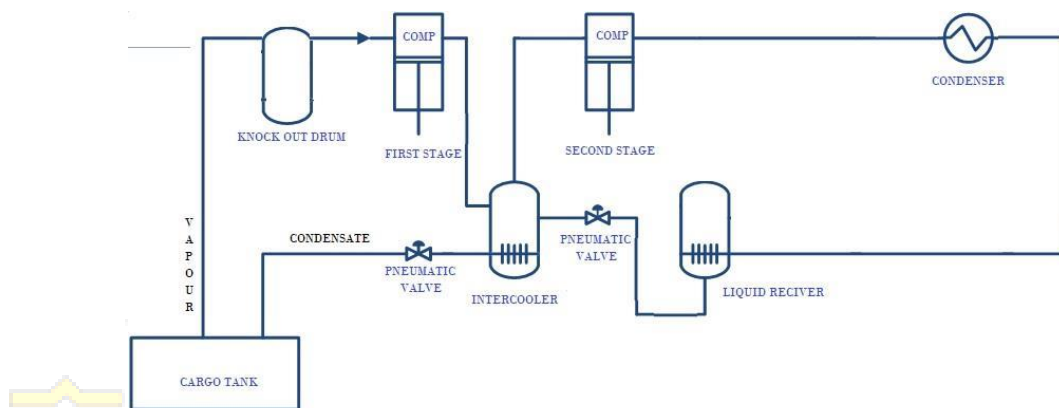 COMP
COMP
CONDENSER
KNOCK OUT DRUM
FIRST STAGE
SECOND STAGE
VAPOUR
CONDENSATE
PNEUMATIC
VALVE
PNEUMATIC
VALVE
INTERCOOLER
LIQUID RECIVER
CARGO TANK